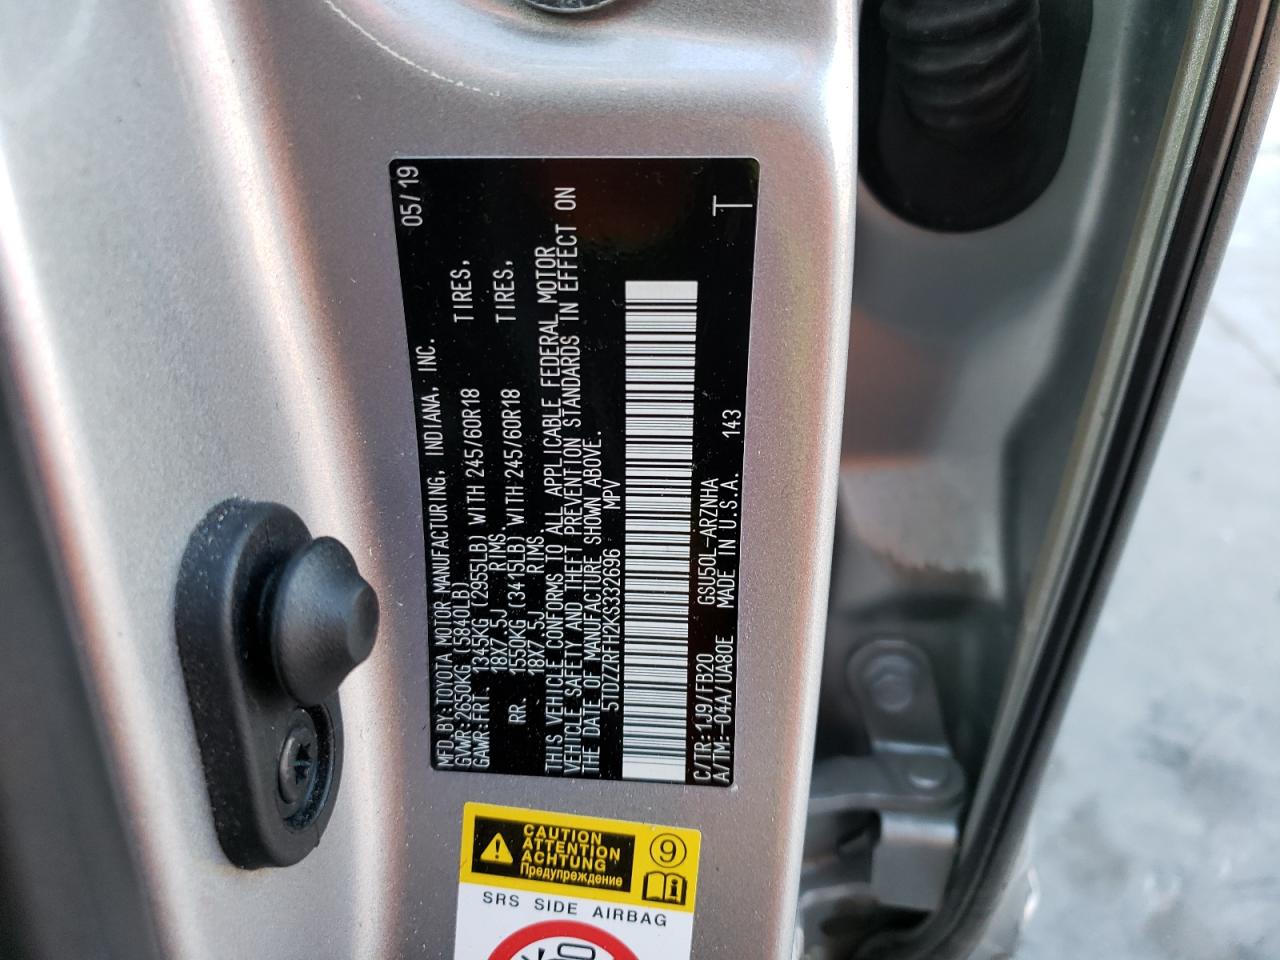 MFD.BY:TOYOTA MOTOR MANUFACTURING, INDIANA, INC. 05/19
GVWR:2650KG (5840LB)
GAWR:FRT. 1345KG (2955LB) WITH 245/60R18 TIRES,
18X7.5J RIMS.
RR. 1550KG (3415LB) WITH 245/60R18 TIRES,
18X7.5J RIMS.
THIS VEHICLE CONFORMS TO ALL APPLICABLE FEDERAL MOTOR
VEHICLE SAFETY AND THEFT PREVENTION STANDARDS IN EFFECT ON
THE DATE OF MANUFACTURE SHOWN ABOVE.
5TDZZRFH2KS332696 MPV
C/TR:1J9/FB20 GSU50L-ARZNHA
A/TM:-04A/UA80E MADE IN U.S.A. 143 T
CAUTION
ATTENTION
ACHTUNG
Предупреждение
9
SRS SIDE AIRBAG